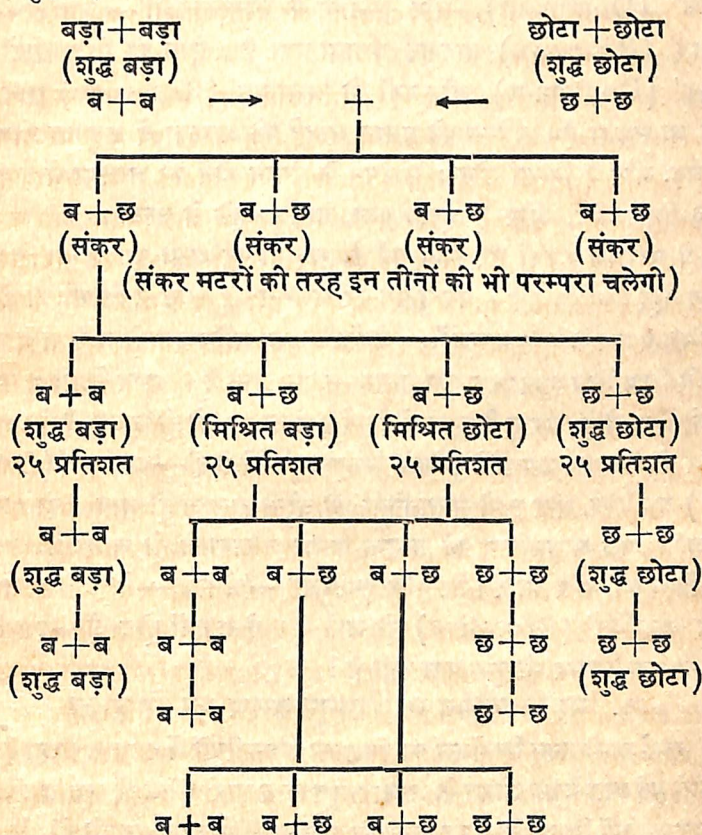 बड़ा+बड़ा छोटा+छोटा
(शुद्ध बड़ा) (शुद्ध छोटा)
ब+ब → + ← छ+छ
ब+छ ब+छ ब+छ ब+छ
(संकर) (संकर) (संकर) (संकर)
(संकर मटरों की तरह इन तीनों की भी परम्परा चलेगी)
ब+ब ब+छ ब+छ छ+छ
(शुद्ध बड़ा) (मिश्रित बड़ा) (मिश्रित छोटा) (शुद्ध छोटा)
२५ प्रतिशत २५ प्रतिशत २५ प्रतिशत २५ प्रतिशत
ब+ब छ+छ
(शुद्ध बड़ा) ब+ब ब+छ ब+छ छ+छ (शुद्ध छोटा)
ब+ब ब+ब छ+छ छ+छ
(शुद्ध बड़ा) (शुद्ध छोटा)
ब+ब छ+छ
ब+ब ब+छ ब+छ छ+छ